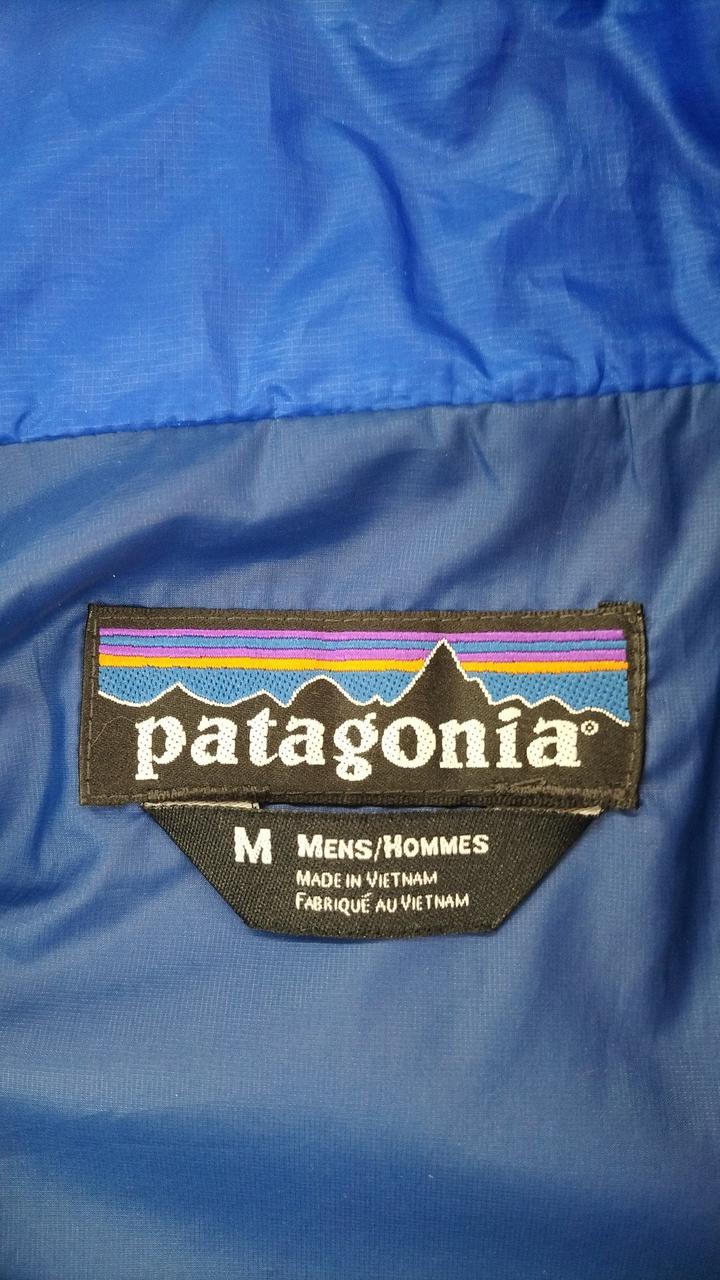 patagonia®
M MENS/HOMMES
MADE IN VIETNAM
FABRIQUÉ AU VIETNAM